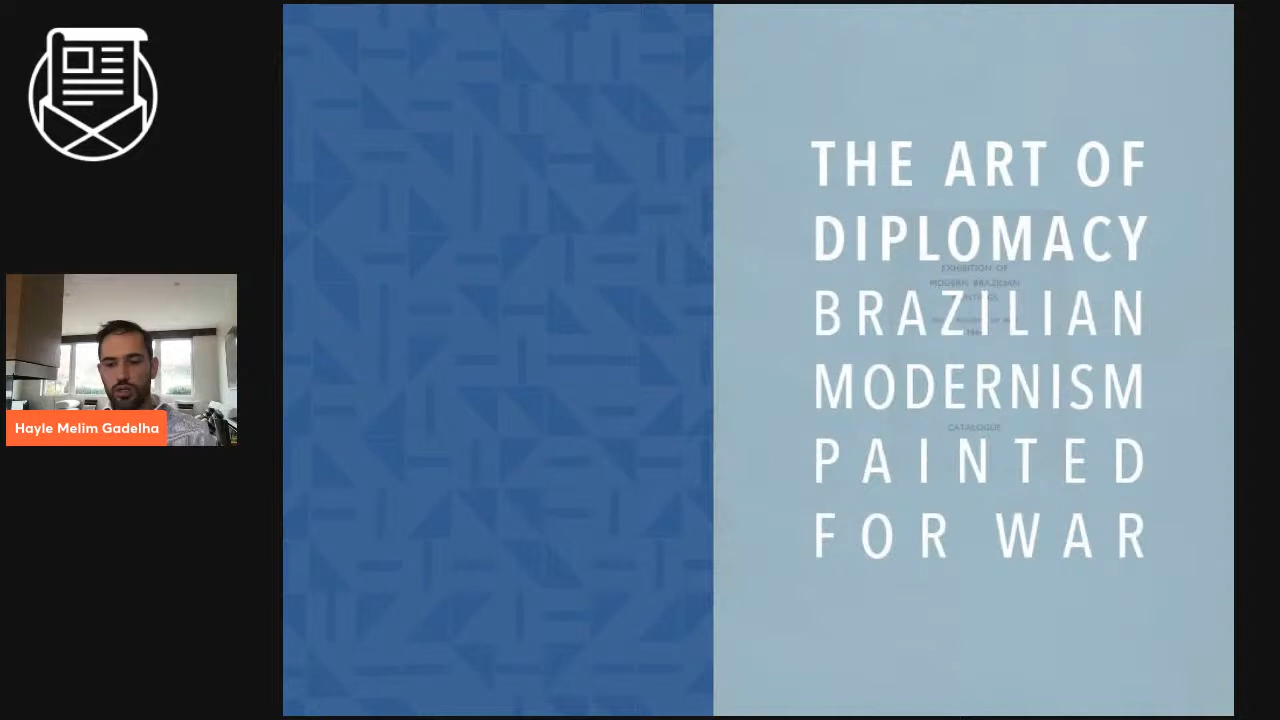 THE ART OF
DIPLOMACY
BRAZILIAN
MODERNISM
PAINTED
FOR WAR
EXHIBITION OF
MODERN BRAZILIAN
CATALOGUE
Hayle Melim Gadelha